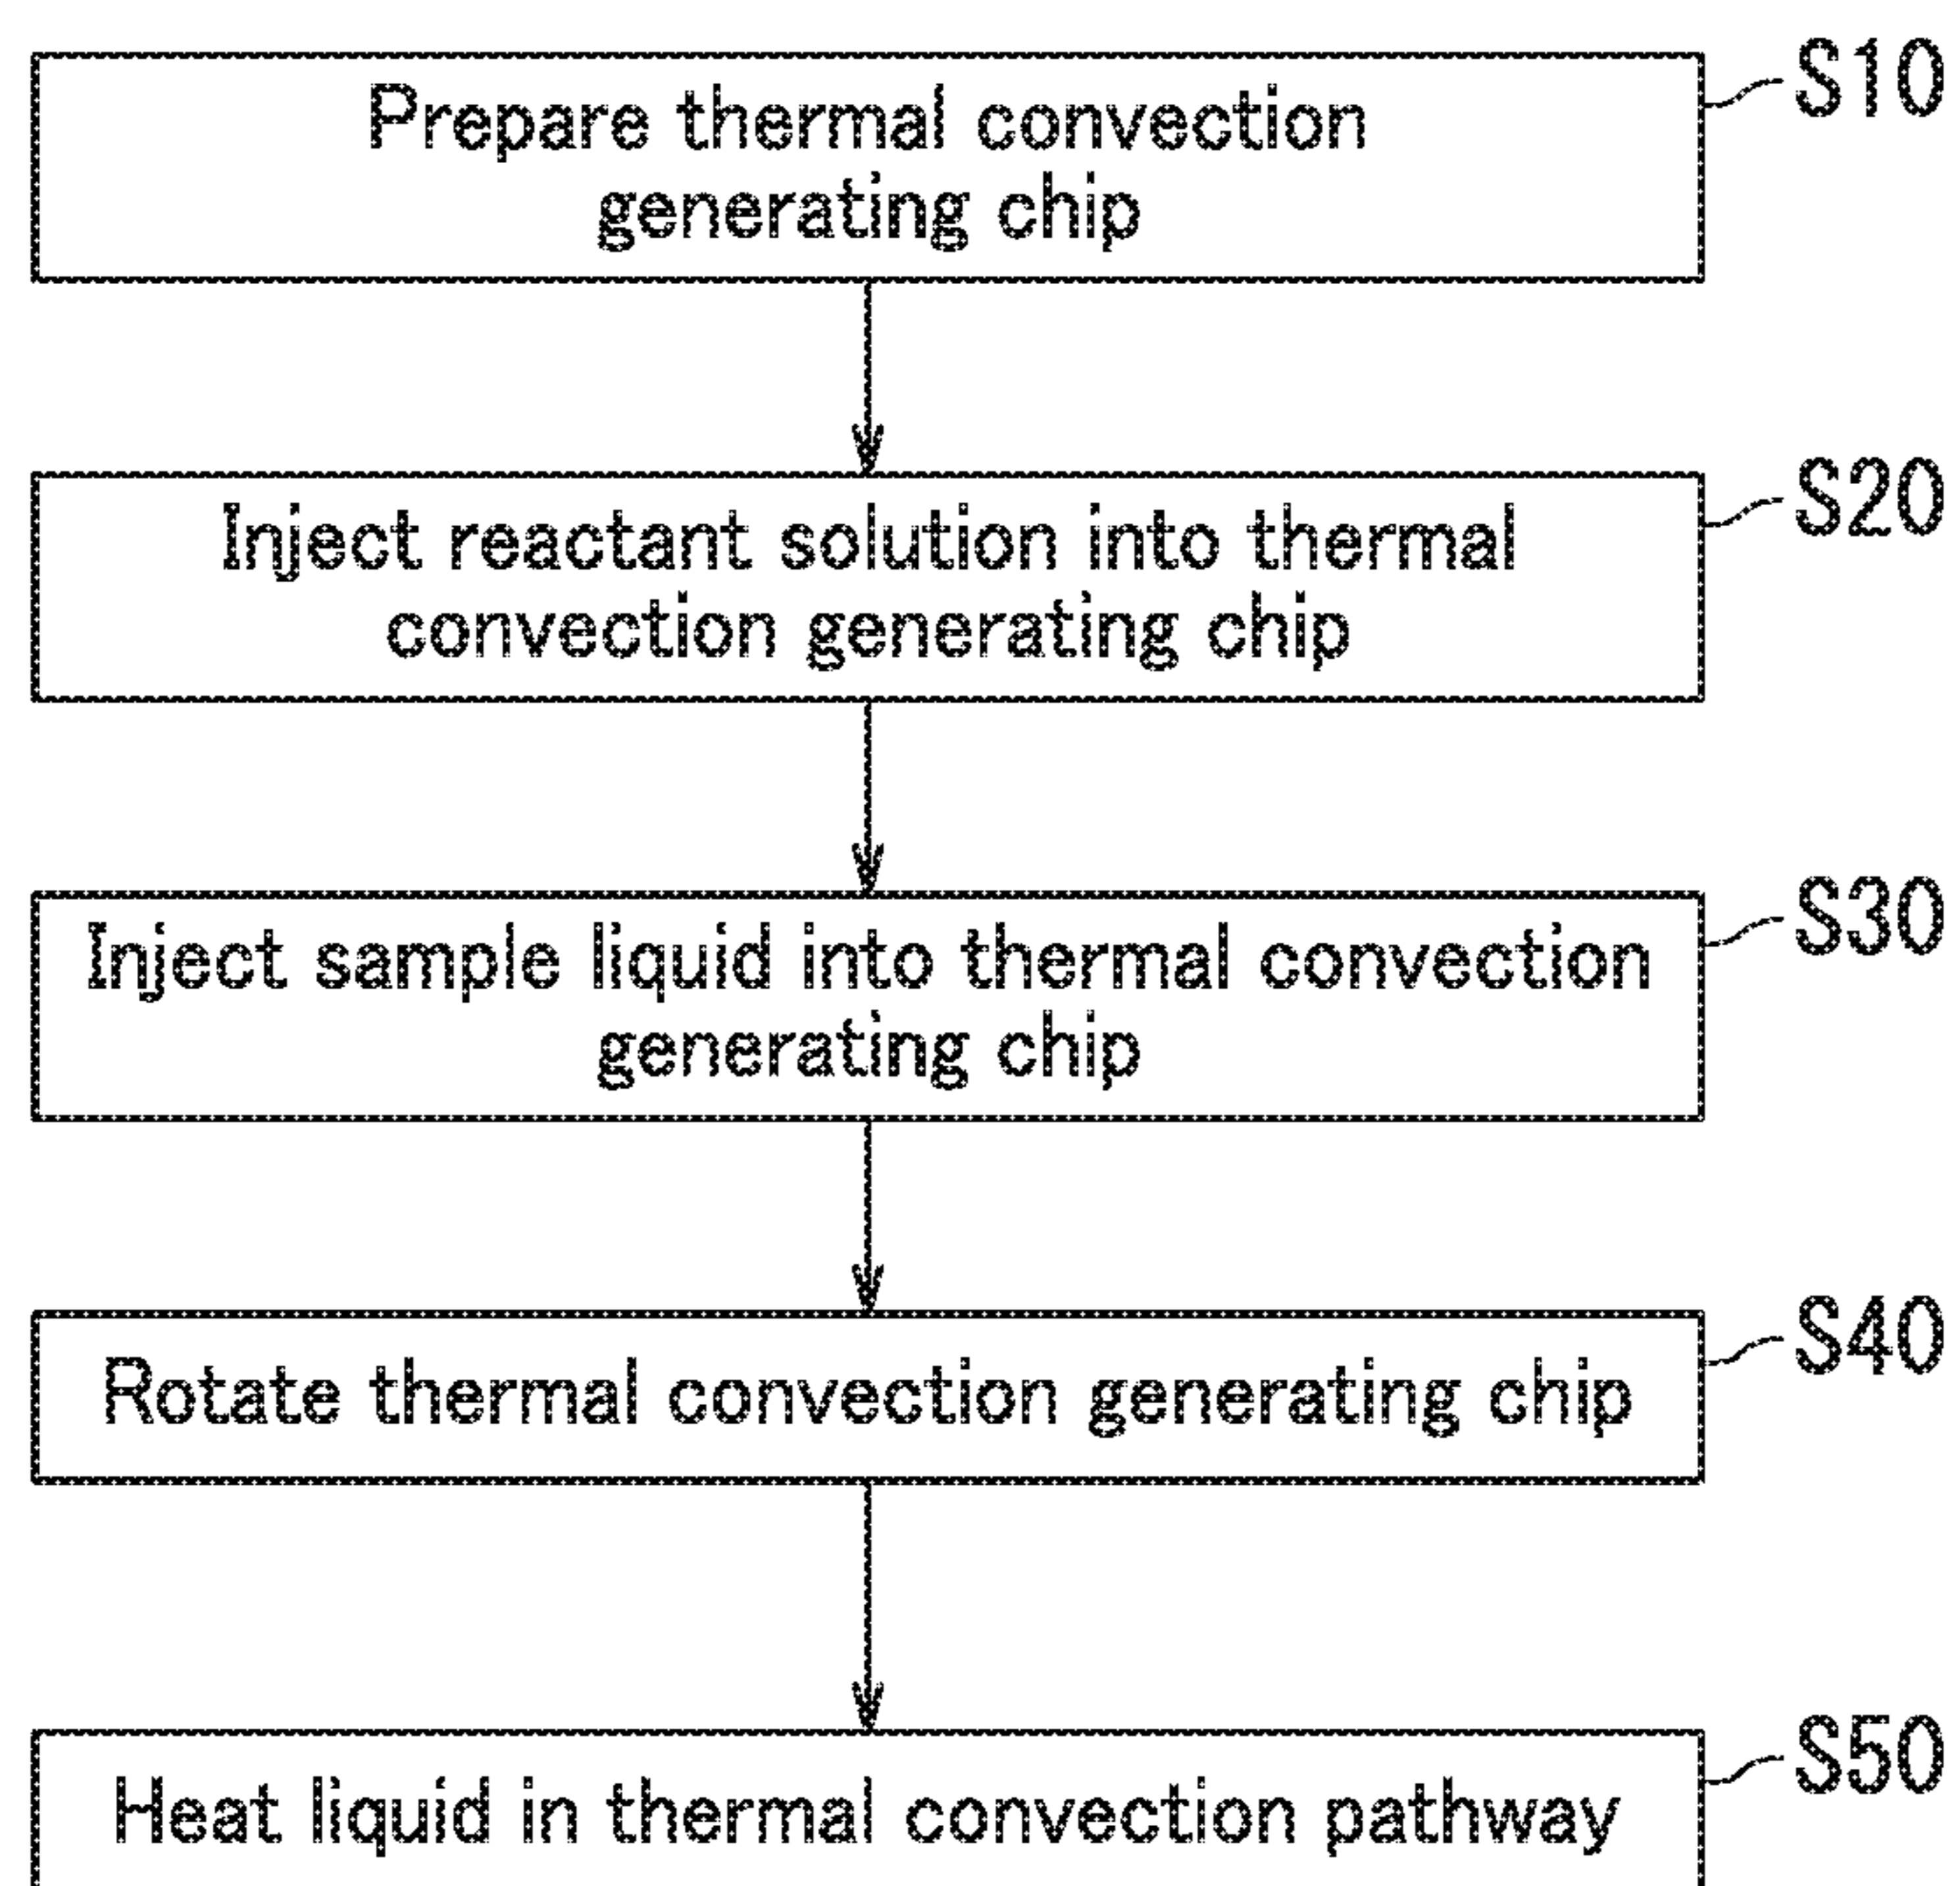 Prepare thermal convection
generating chip
S10
Inject reactant solution into thermal
convection generating chip
S20
Inject sample liquid into thermal convection
generating chip
S30
Rotate thermal convection generating chip
S40
Heat liquid in thermal convection pathway
S50